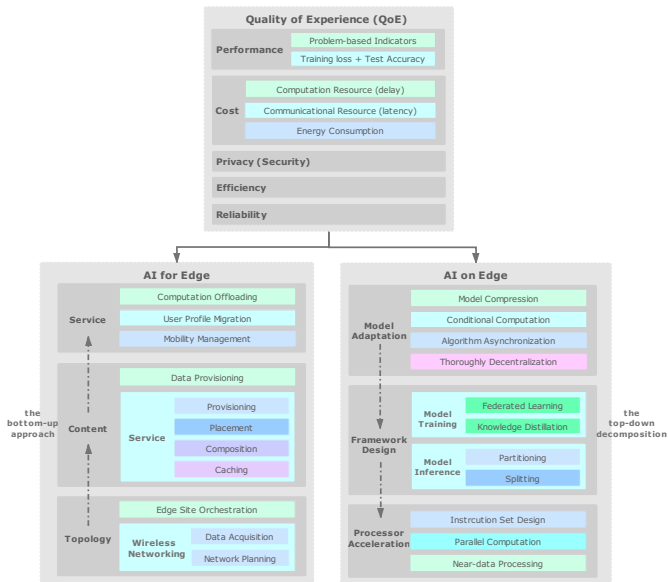 Quality of Experience (QoE)
Performance
Problem-based Indicators
Training loss + Test Accuracy
Cost
Computation Resource (delay)
Communicational Resource (latency)
Energy Consumption
Privacy (Security)
Efficiency
Reliability
AI for Edge
Service
Computation Offloading
User Profile Migration
Mobility Management
the
bottom-up
approach
Content
Data Provisioning
Service
Provisioning
Placement
Composition
Caching
Topology
Edge Site Orchestration
Wireless
Networking
Data Acquisition
Network Planning
AI on Edge
Model
Adaptation
Model Compression
Conditional Computation
Algorithm Asynchronization
Thoroughly Decentralization
Framework
Design
Model
Training
Federated Learning
Knowledge Distillation
Model
Inference
Partitioning
Splitting
the
top-down
decomposition
Processor
Acceleration
Instrcution Set Design
Parallel Computation
Near-data Processing